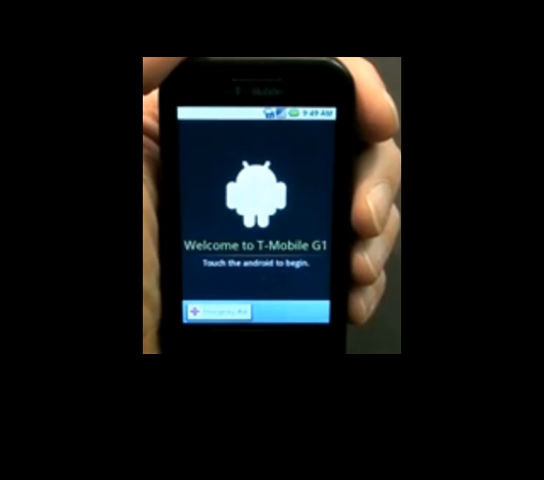 T-Mobile
9:49 AM
Welcome to T-Mobile G1
Touch the android to begin.